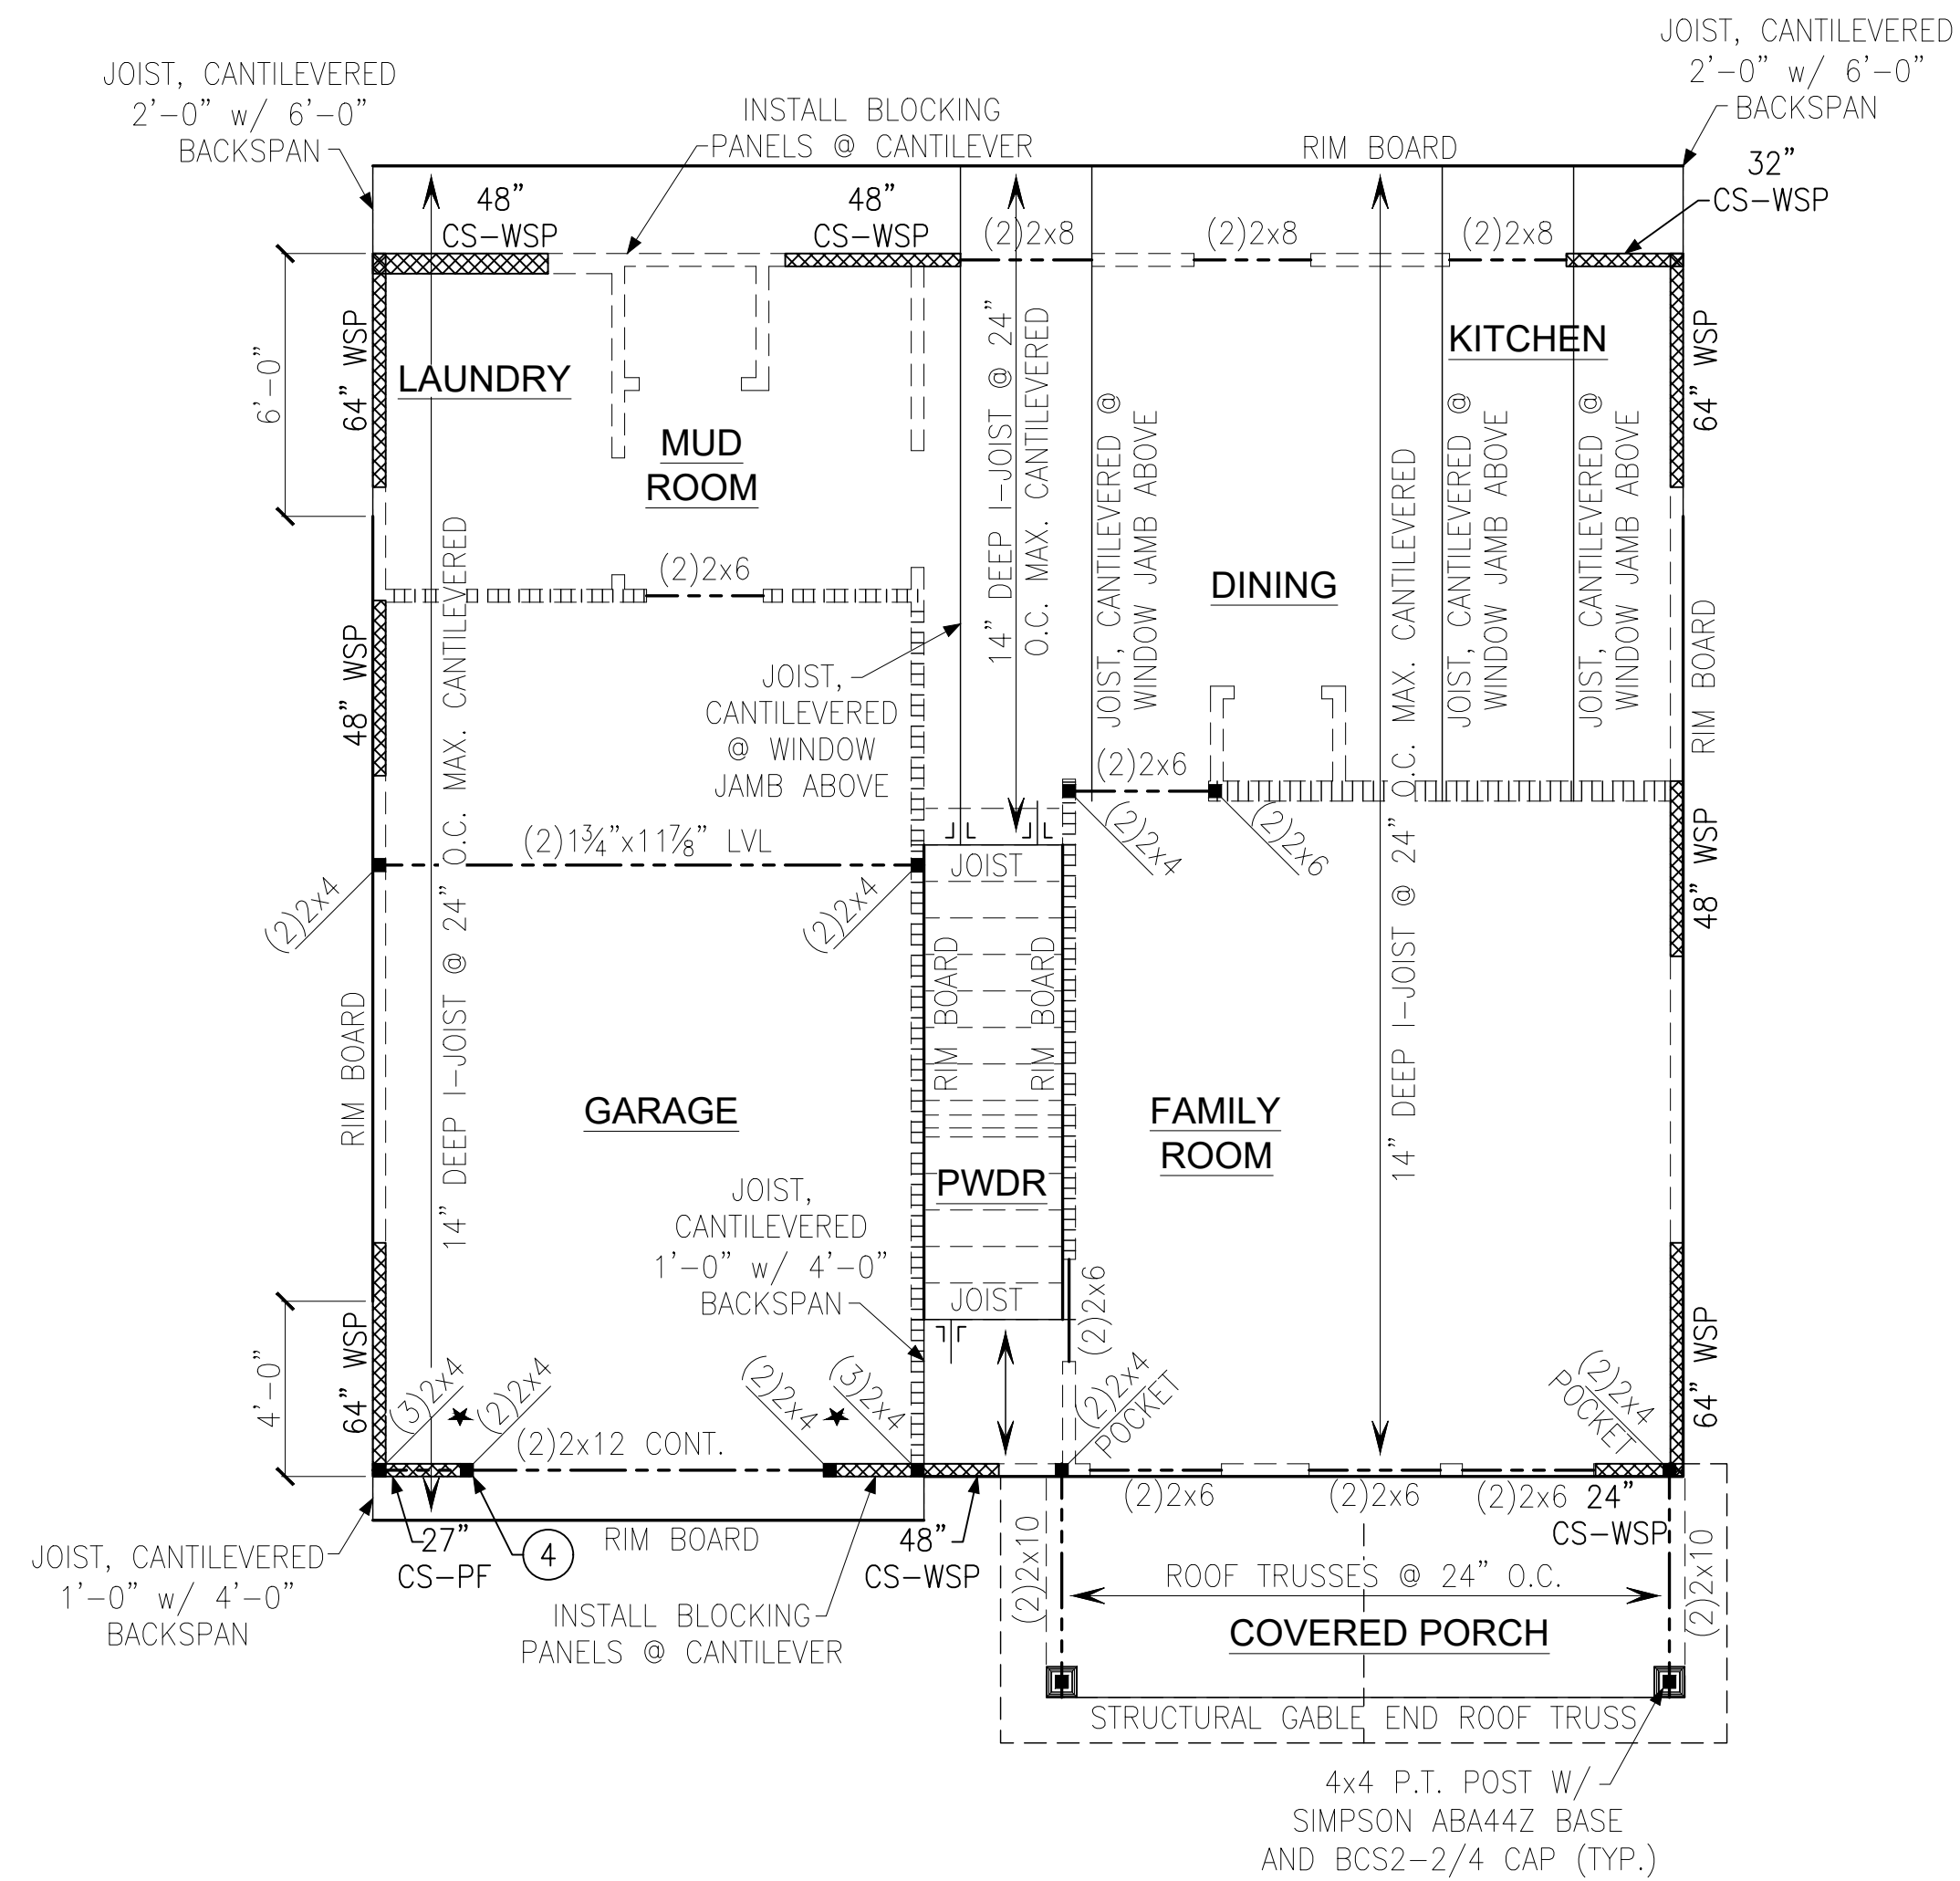 JOIST, CANTILEVERED
2'-0" w/ 6'-0"
BACKSPAN
INSTALL BLOCKING
PANELS @ CANTILEVER
RIM BOARD
JOIST, CANTILEVERED
2'-0" w/ 6'-0"
BACKSPAN
32"
CS-WSP
48"
CS-WSP
48"
CS-WSP
(2)2x8
(2)2x8
(2)2x8
6'-0"
64" WSP
LAUNDRY
MUD
ROOM
14" DEEP I-JOIST @ 24"
O.C. MAX. CANTILEVERED
KITCHEN
64" WSP
JOIST, CANTILEVERED @
WINDOW JAMB ABOVE
JOIST, CANTILEVERED @
WINDOW JAMB ABOVE
JOIST, CANTILEVERED @
WINDOW JAMB ABOVE
DINING
(2)2x6
48" WSP
14" DEEP I-JOIST @ 24" O.C. MAX. CANTILEVERED
JOIST,
CANTILEVERED
@ WINDOW
JAMB ABOVE
14" DEEP I-JOIST @ 24" O.C. MAX. CANTILEVERED
RIM BOARD
(2)2x6
(2)2x4
(2)2x6
48" WSP
(2)1¾"x11⅞" LVL
(2)2x4
(2)2x4
JOIST
RIM BOARD
RIM BOARD
RIM BOARD
GARAGE
FAMILY
ROOM
PWDR
JOIST,
CANTILEVERED
1'-0" w/ 4'-0"
BACKSPAN
JOIST
(2)2x6
4'-0"
64" WSP
(3)2x4
(2)2x4
(2)2x12 CONT.
(2)2x4
(3)2x4
(2)2x4
POCKET
(2)2x4
POCKET
64" WSP
(2)2x6
(2)2x6
(2)2x6
24"
CS-WSP
27"
CS-PF
4
RIM BOARD
48"
CS-WSP
JOIST, CANTILEVERED
1'-0" w/ 4'-0"
BACKSPAN
INSTALL BLOCKING
PANELS @ CANTILEVER
(2)2x10
ROOF TRUSSES @ 24" O.C.
COVERED PORCH
(2)2x10
STRUCTURAL GABLE END ROOF TRUSS
4x4 P.T. POST W/
SIMPSON ABA44Z BASE
AND BCS2-2/4 CAP (TYP.)